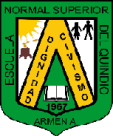 NORMAL SUPERIOR
ESCUELA
DEL QUINDIO
DIGNIDAD
CIVISMO
1967
ARMENIA